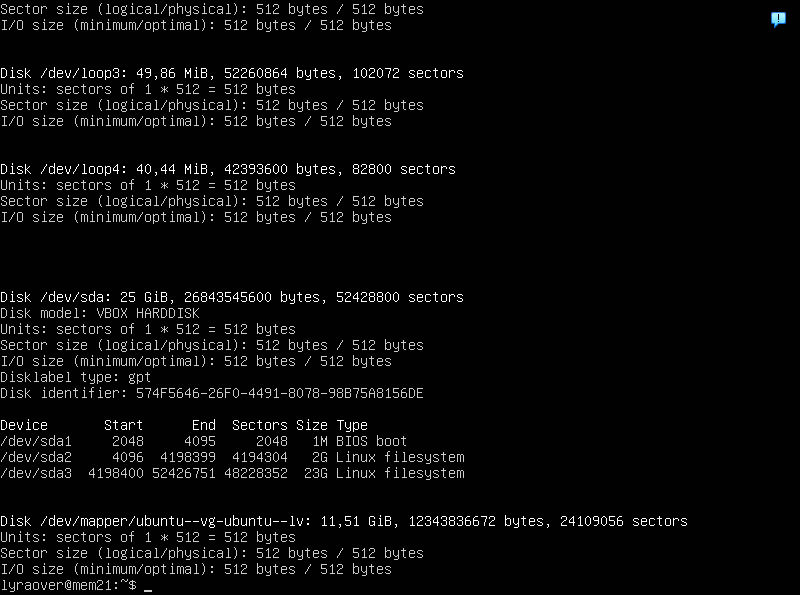 Sector size (logical/physical): 512 bytes / 512 bytes
I/O size (minimum/optimal): 512 bytes / 512 bytes
Disk /dev/loop3: 49,86 MiB, 52260864 bytes, 102072 sectors
Units: sectors of 1 * 512 = 512 bytes
Sector size (logical/physical): 512 bytes / 512 bytes
I/O size (minimum/optimal): 512 bytes / 512 bytes
Disk /dev/loop4: 40,44 MiB, 42393600 bytes, 82800 sectors
Units: sectors of 1 * 512 = 512 bytes
Sector size (logical/physical): 512 bytes / 512 bytes
I/O size (minimum/optimal): 512 bytes / 512 bytes
Disk /dev/sda: 25 GiB, 26843545600 bytes, 52428800 sectors
Disk model: VBOX HARDDISK
Units: sectors of 1 * 512 = 512 bytes
Sector size (logical/physical): 512 bytes / 512 bytes
I/O size (minimum/optimal): 512 bytes / 512 bytes
Disklabel type: gpt
Disk identifier: 574F5646-26F0-4491-8078-98B75A8156DE
Device Start End Sectors Size Type
/dev/sda1 2048 4095 2048 1M BIOS boot
/dev/sda2 4096 4198399 4194304 2G Linux filesystem
/dev/sda3 4198400 52426751 48228352 23G Linux filesystem
Disk /dev/mapper/ubuntu--vg-ubuntu--lv: 11,51 GiB, 12343836672 bytes, 24109056 sectors
Units: sectors of 1 * 512 = 512 bytes
Sector size (logical/physical): 512 bytes / 512 bytes
I/O size (minimum/optimal): 512 bytes / 512 bytes
lyraover@mem21:~$ _